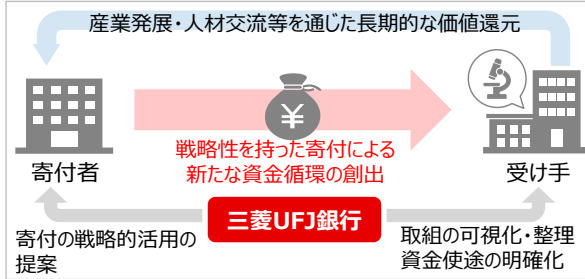 産業発展・人材交流等を通じた長期的な価値還元
¥
戦略性を持った寄付による
新たな資金循環の創出
寄付者
受け手
三菱UFJ銀行
寄付の戦略的活用の
提案
取組の可視化・整理
資金使途の明確化